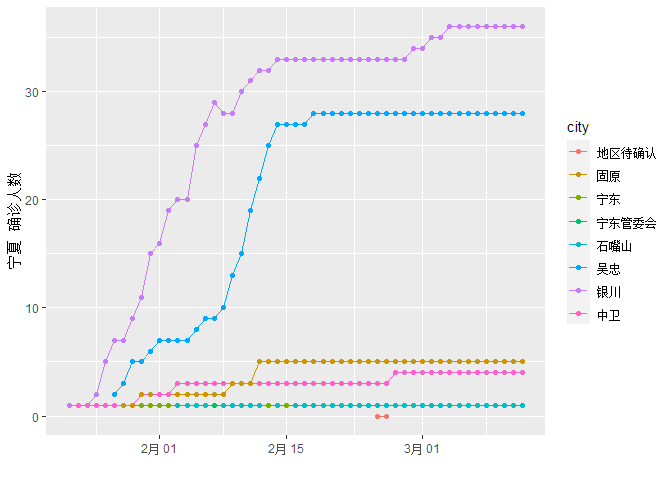 宁夏 确诊人数
30
20
10
0
2月 01
2月 15
3月 01
city
地区待确认
固原
宁东
宁东管委会
石嘴山
吴忠
银川
中卫